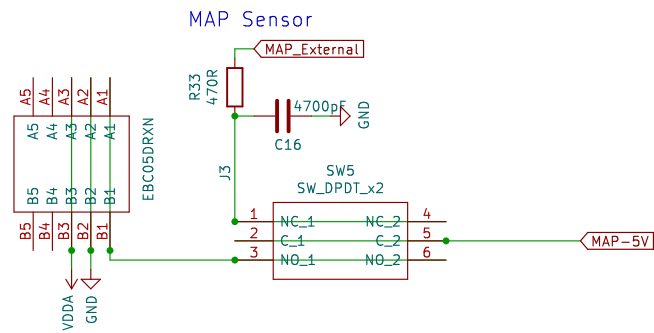 MAP Sensor
MAP_External
R33
470R
4700pF
GND
C16
J3
A5
A4
A3
A2
A1
A5
A4
A3
A2
A1
EBC05DRXN
B5
B4
B3
B2
B1
B5
B4
B3
B2
B1
VDDA
GND
SW5
SW_DPDT_x2
1 NC_1 NC_2 4
2 C_1 C_2 5
3 NO_1 NO_2 6
MAP-5V